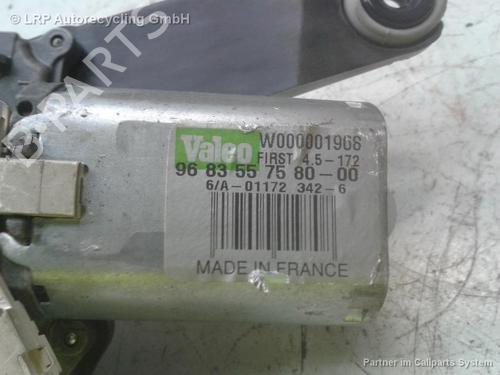 © LRP Autorecycling GmbH
B-PARTS
Valeo
W000001968
FIRST 4.5-172
96 83 55 75 80-00
6/A-01172 342-6
MADE IN FRANCE
Partner im Callparts System